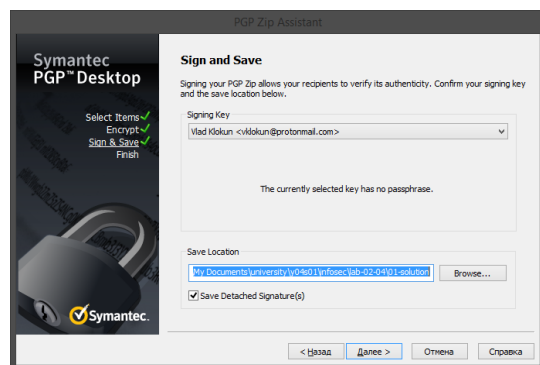 PGP Zip Assistant
Symantec
PGP™ Desktop
Select Items
Encrypt
Sign & Save
Finish
Symantec.
Sign and Save
Signing your PGP Zip allows your recipients to verify its authenticity. Confirm your signing key
and the save location below.
Signing Key
Vlad Klokun <vklokun@protonmail.com>
The currently selected key has no passphrase.
Save Location
My Documents\university\y04s01\infosec\lab-02-04\01-solution
Browse...
Save Detached Signature(s)
< Назад
Далее >
Отмена
Справка